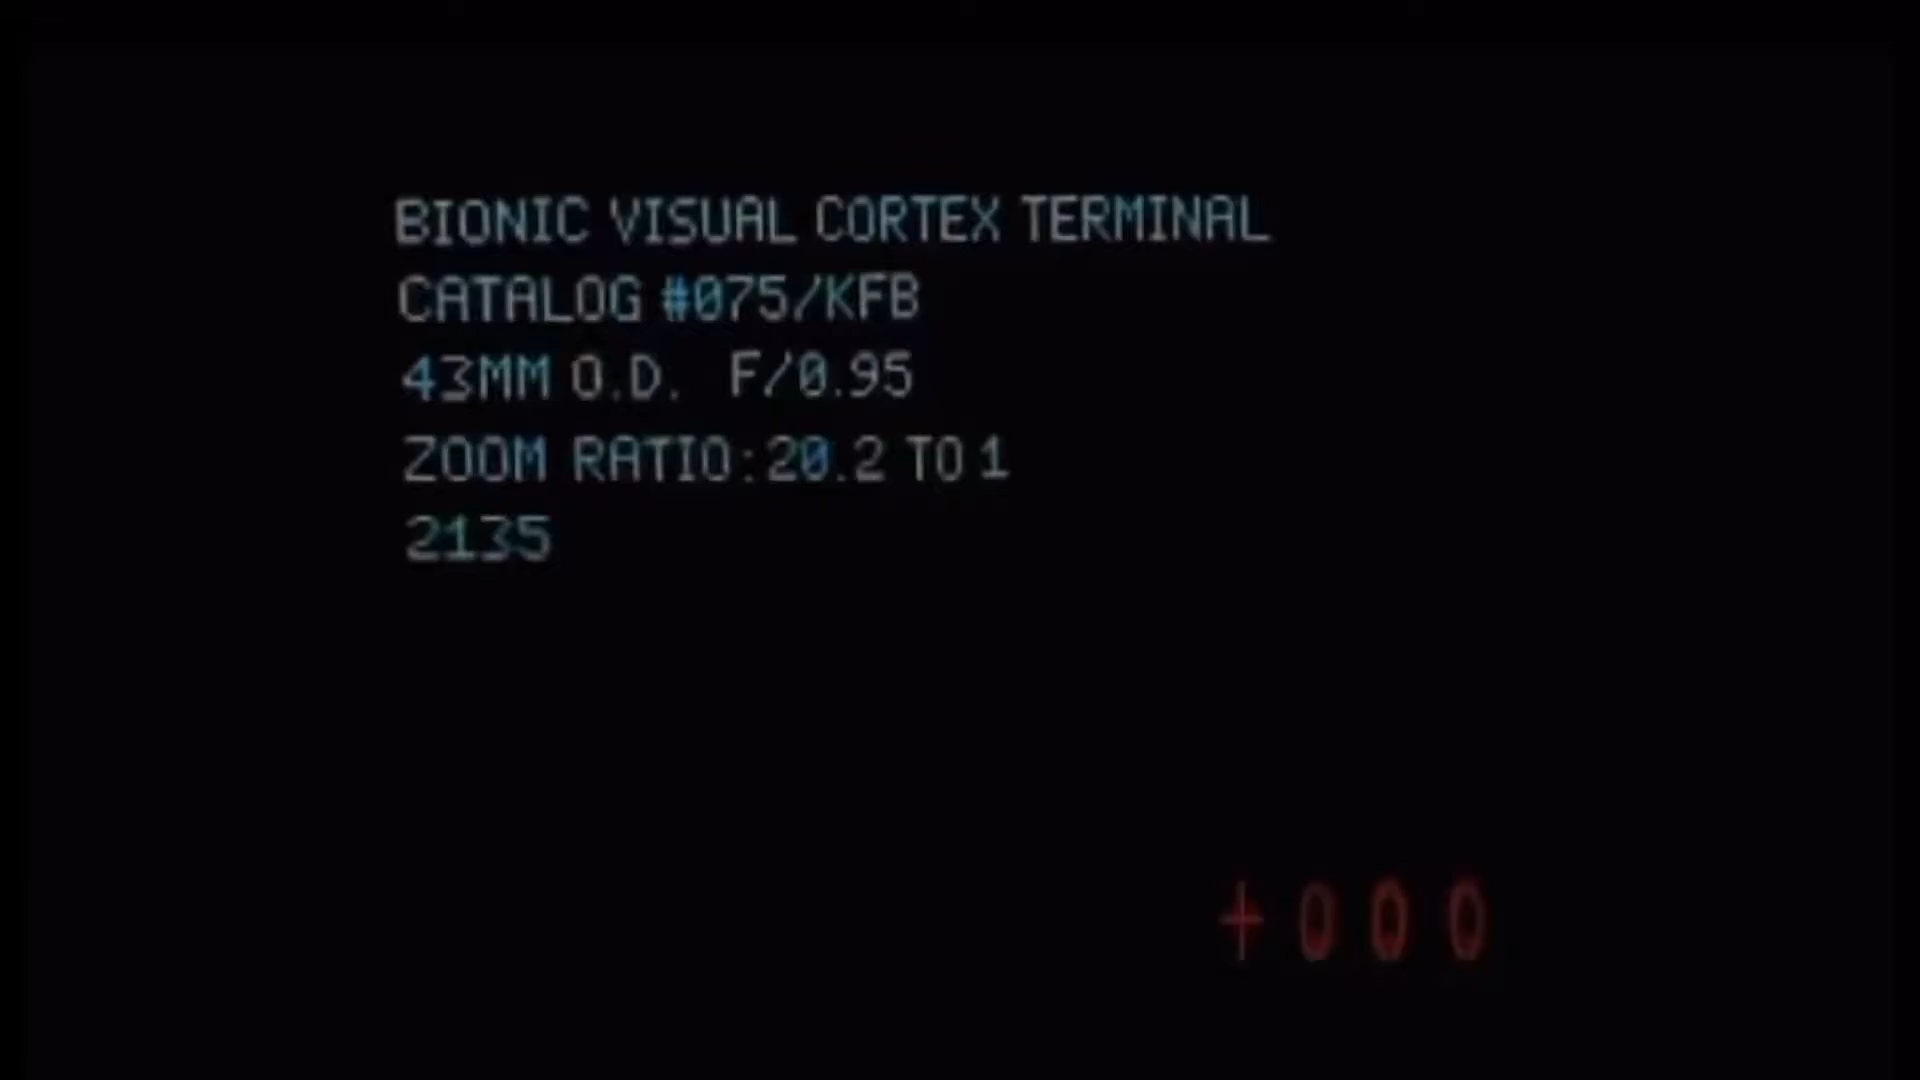 BIONIC VISUAL CORTEX TERMINAL
CATALOG #075/KFB
43MM O.D. F/0.95
ZOOM RATIO:20.2 TO 1
2135
+000